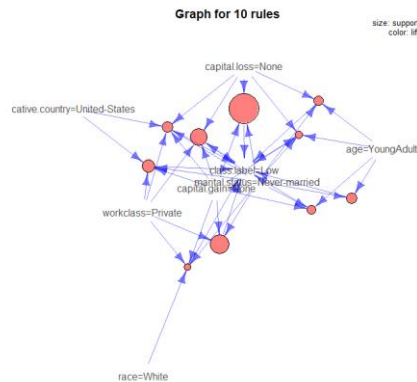 Graph for 10 rules
size: suppor
color: lif
capital.loss=None
cative.country=United-States
age=YoungAdult
class.label=Low
marital.status=Never-married
capital.gain=None
workclass=Private
race=White